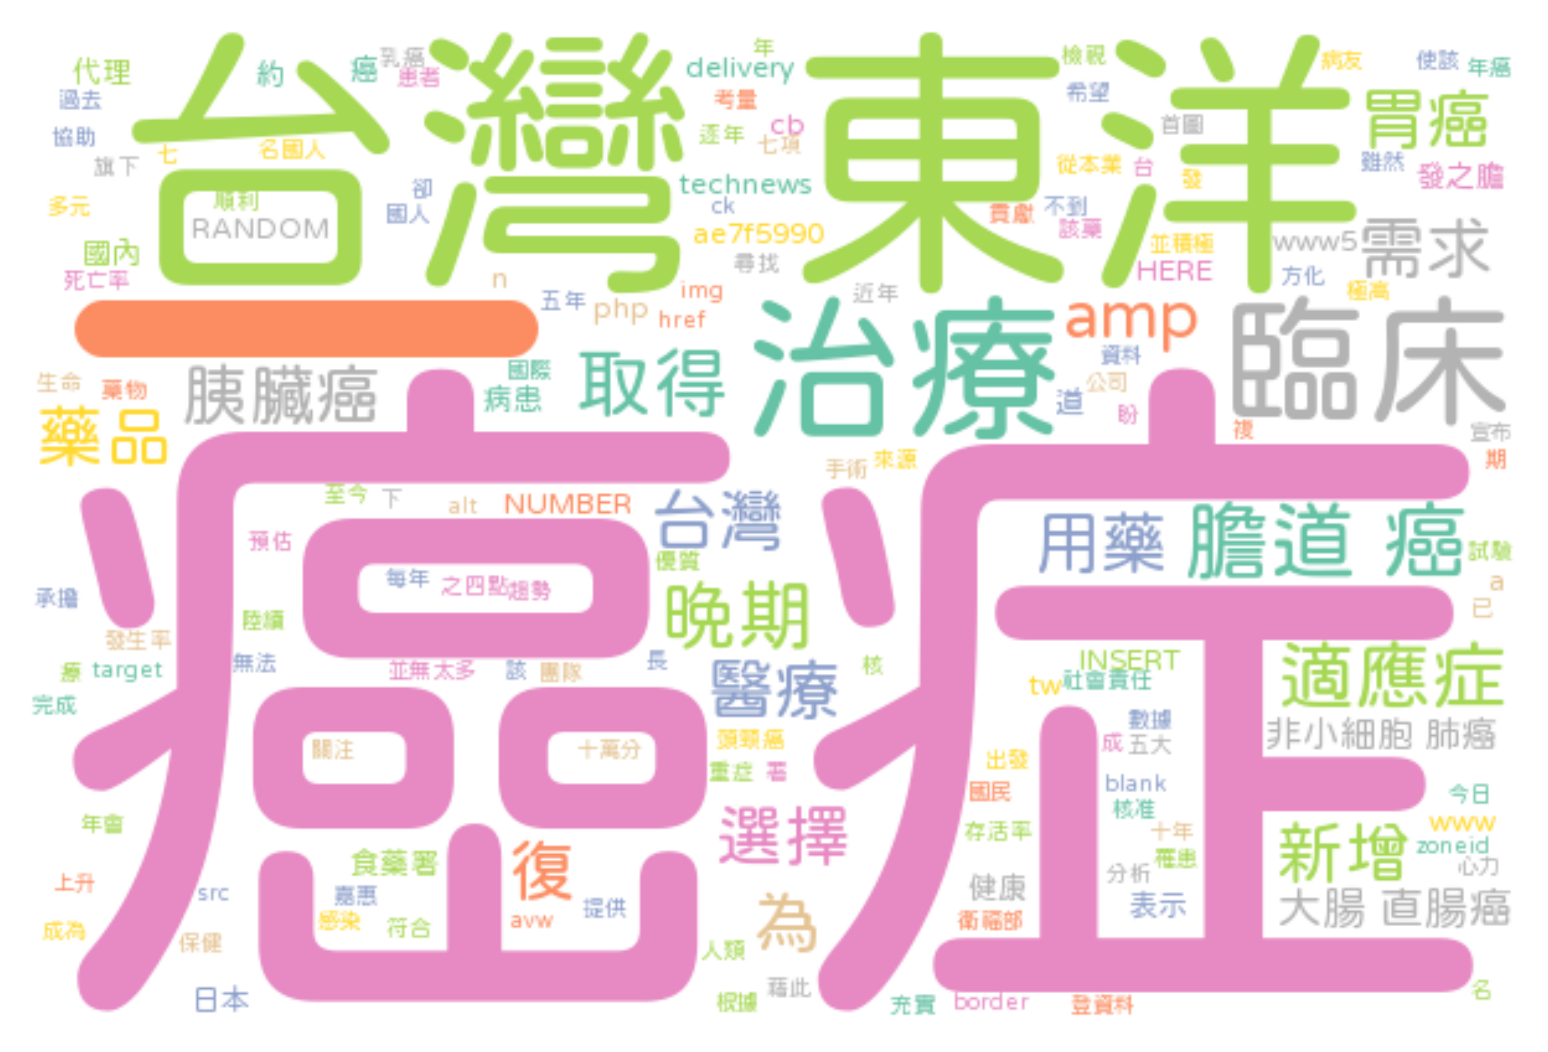 台灣東洋
代理
約
癌
乳癌
患者
delivery
年
檢視
病友
使該
年癌
過去
考量
希望
胃癌
協助
七
名國人
逐年
cb
七項
首圖
旗下
從本業
台
發
雖然
發之膽
順利
卻
technews
多元
RANDOM
國人
ck
貢獻
不到
ae7f5990
該藥
並積極
www5
需求
國內
尋找
HERE
方化
死亡率
n
五年
php
img
href
近年
極高
一
治療
amp
臨床
資料
國際
取得
生命
藥物
胰臟癌
病患
道
公司
盼
藥品
複
宣布
手術
來源
期
至今
下
alt
NUMBER
台灣
用藥
膽道 癌
預估
優質
試驗
癌症
每年
之四點
趨勢
a
承擔
晚期
已
陸續
發生率
療
target
無法
並無
太多
該
團隊
長
核
INSERT
適應症
醫療
tw
社會責任
完成
數據
關注
十萬分
頭頸癌
成
五大
非小細胞 肺癌
重症
著
出發
blank
國民
核准
今日
年會
選擇
存活率
十年
www
罹患
新增
zoneid
食藥署
復
分析
心力
上升
src
嘉惠
健康
感染
提供
表示
大腸 直腸癌
成為
符合
avw
為
衛福部
保健
人類
日本
根據
藉此
充實
border
登資料
名